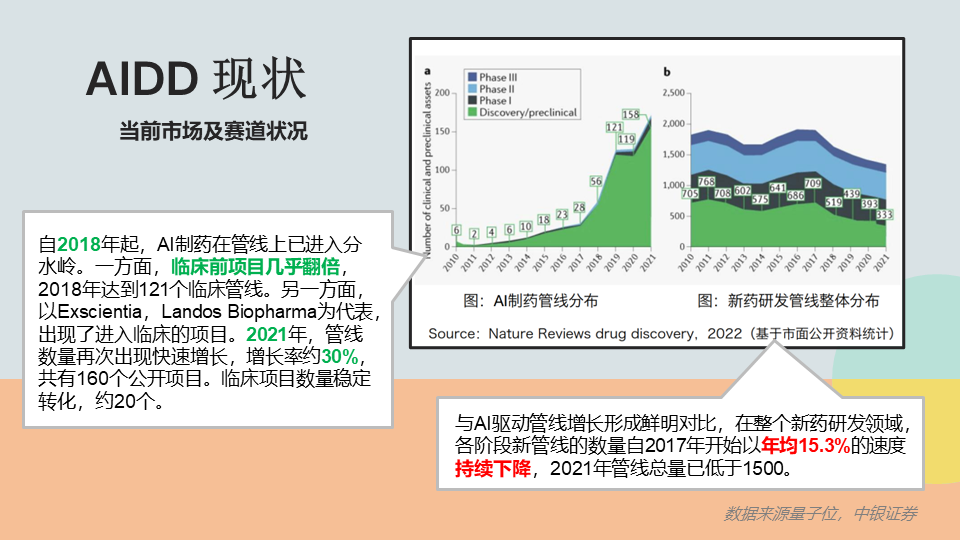 AIDD 现状
当前市场及赛道状况
自2018年起，AI制药在管线上已进入分
水岭。一方面，临床前项目几乎翻倍，
2018年达到121个临床管线。另一方面，
以Exscientia，Landos Biopharma为代表，
出现了进入临床的项目。2021年，管线
数量再次出现快速增长，增长率约30%，
共有160个公开项目。临床项目数量稳定
转化，约20个。
a
Number of clinical and preclinical assets
Phase III
Phase II
Phase I
Discovery/preclinical
200
150
100
50
0
6
2
4
6
10
18
23
28
56
121
119
158
2010
2011
2012
2013
2014
2015
2016
2017
2018
2019
2020
2021
图：AI制药管线分布
b
2,500
2,000
1,500
1,000
500
0
705
768
708
602
575
641
686
709
519
439
393
333
2010
2011
2012
2013
2014
2015
2016
2017
2018
2019
2020
2021
图：新药研发管线整体分布
Source：Nature Reviews drug discovery，2022（基于市面公开资料统计）
与AI驱动管线增长形成鲜明对比，在整个新药研发领域，
各阶段新管线的数量自2017年开始以年均15.3%的速度
持续下降，2021年管线总量已低于1500。
数据来源量子位，中银证券